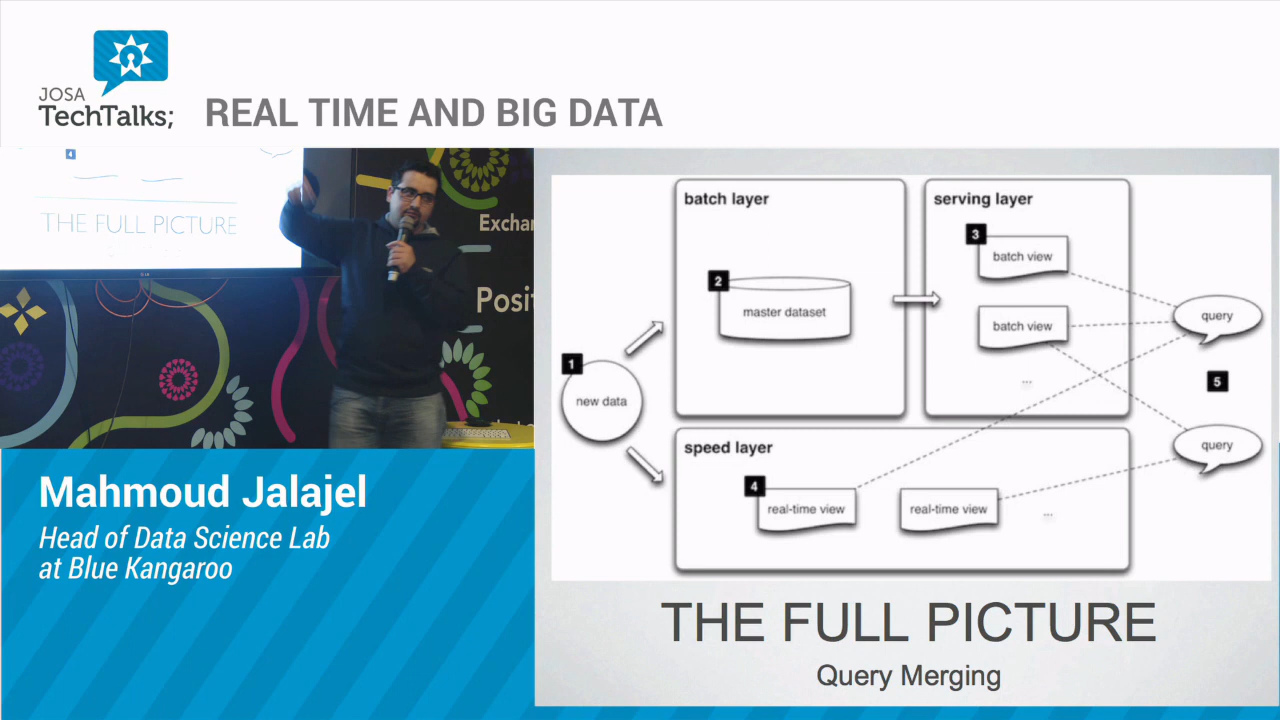 JOSA
TechTalks;
REAL TIME AND BIG DATA
4
THE FULL PICTURE
Exchan
Posit
Mahmoud Jalajel
Head of Data Science Lab
at Blue Kangaroo
batch layer
serving layer
3
batch view
2
master dataset
query
batch view
1
...
5
new data
query
speed layer
4
real-time view
real-time view
...
THE FULL PICTURE
Query Merging